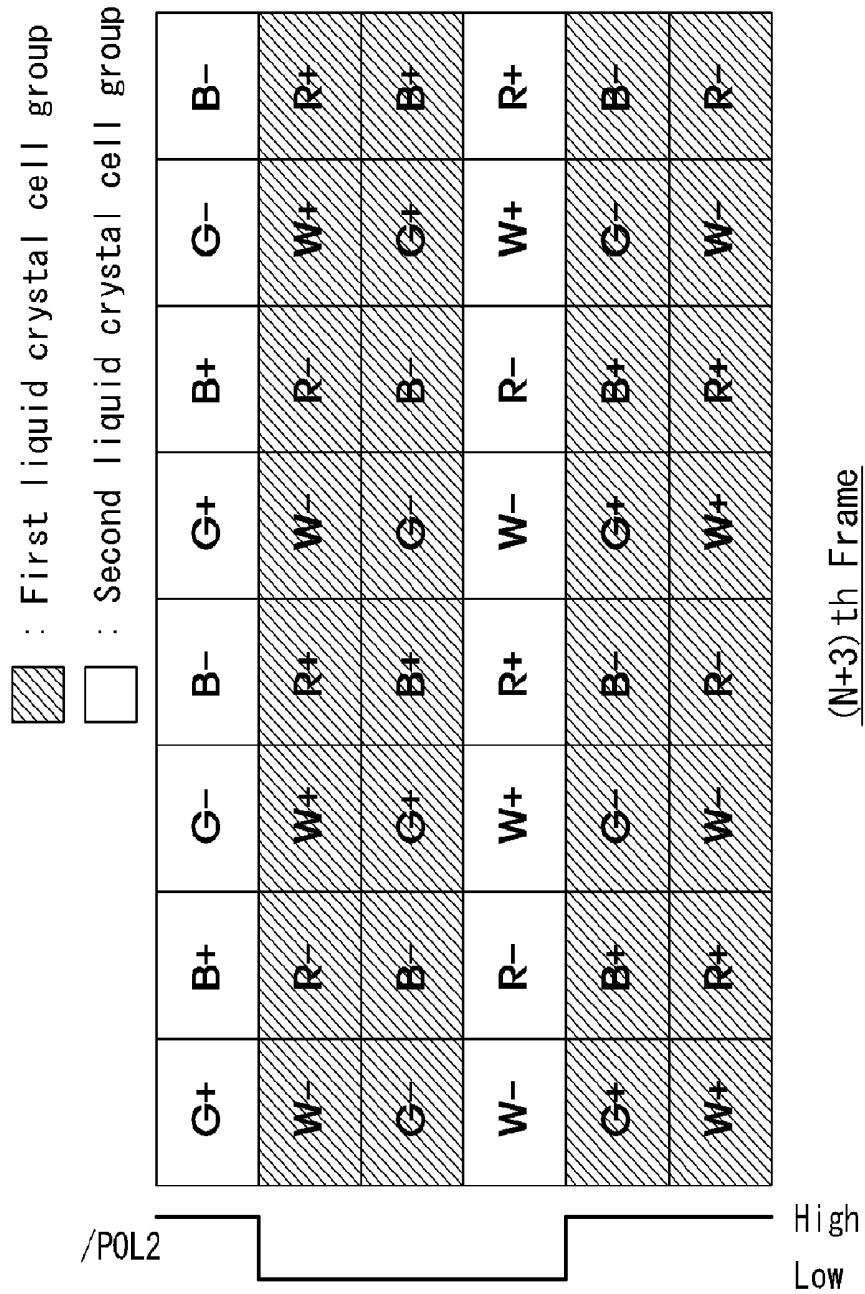 : First liquid crystal cell group
: Second liquid crystal cell group
/POL2
G+ B+ G− B− G+ B+ G− B−
W− R− W+ R+ W− R− W+ R+
G− B− G+ B+ G− B− G+ B+
W− R− W+ R+ W− R− W+ R+
G+ B+ G− B− G+ B+ G− B−
W+ R+ W− R− W+ R+ W− R−
High
Low
(N+3)th Frame